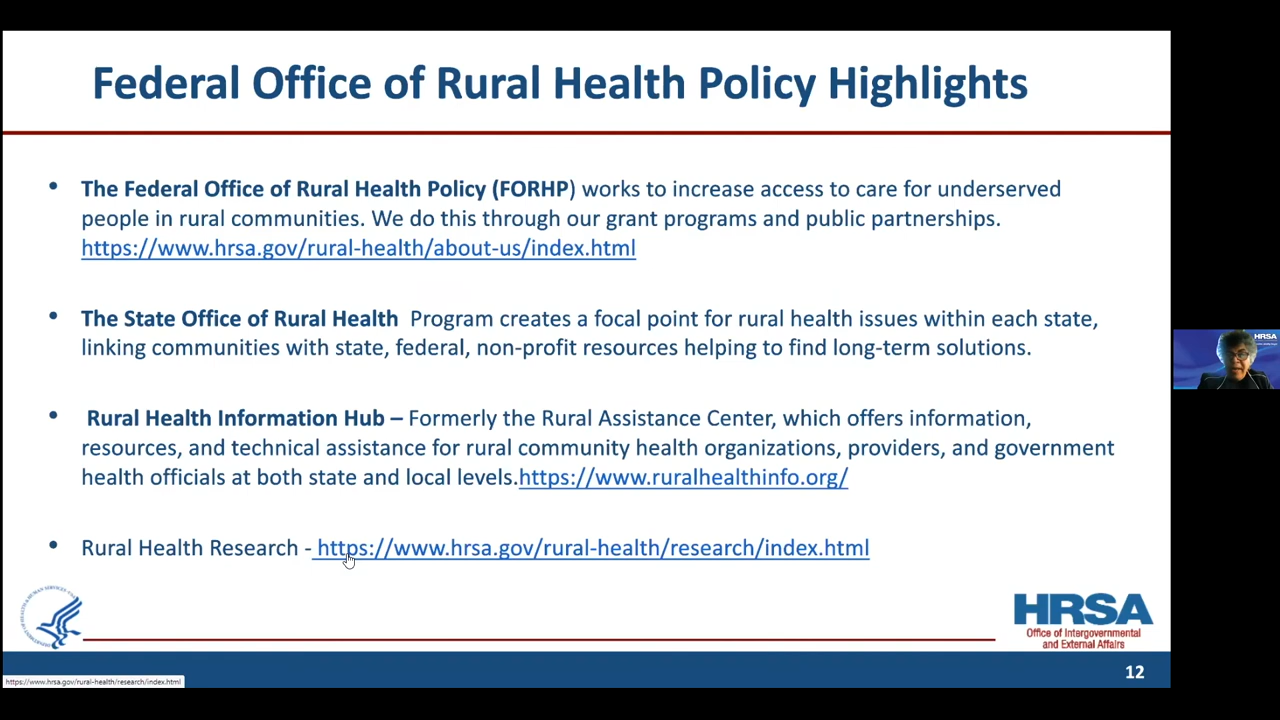 Federal Office of Rural Health Policy Highlights
• The Federal Office of Rural Health Policy (FORHP) works to increase access to care for underserved
people in rural communities. We do this through our grant programs and public partnerships.
https://www.hrsa.gov/rural-health/about-us/index.html
• The State Office of Rural Health Program creates a focal point for rural health issues within each state,
linking communities with state, federal, non-profit resources helping to find long-term solutions.
• Rural Health Information Hub – Formerly the Rural Assistance Center, which offers information,
resources, and technical assistance for rural community health organizations, providers, and government
health officials at both state and local levels.https://www.ruralhealthinfo.org/
• Rural Health Research - https://www.hrsa.gov/rural-health/research/index.html
HRSA
Office of Intergovernmental
and External Affairs
12
https://www.hrsa.gov/rural-health/research/index.html
HRSA